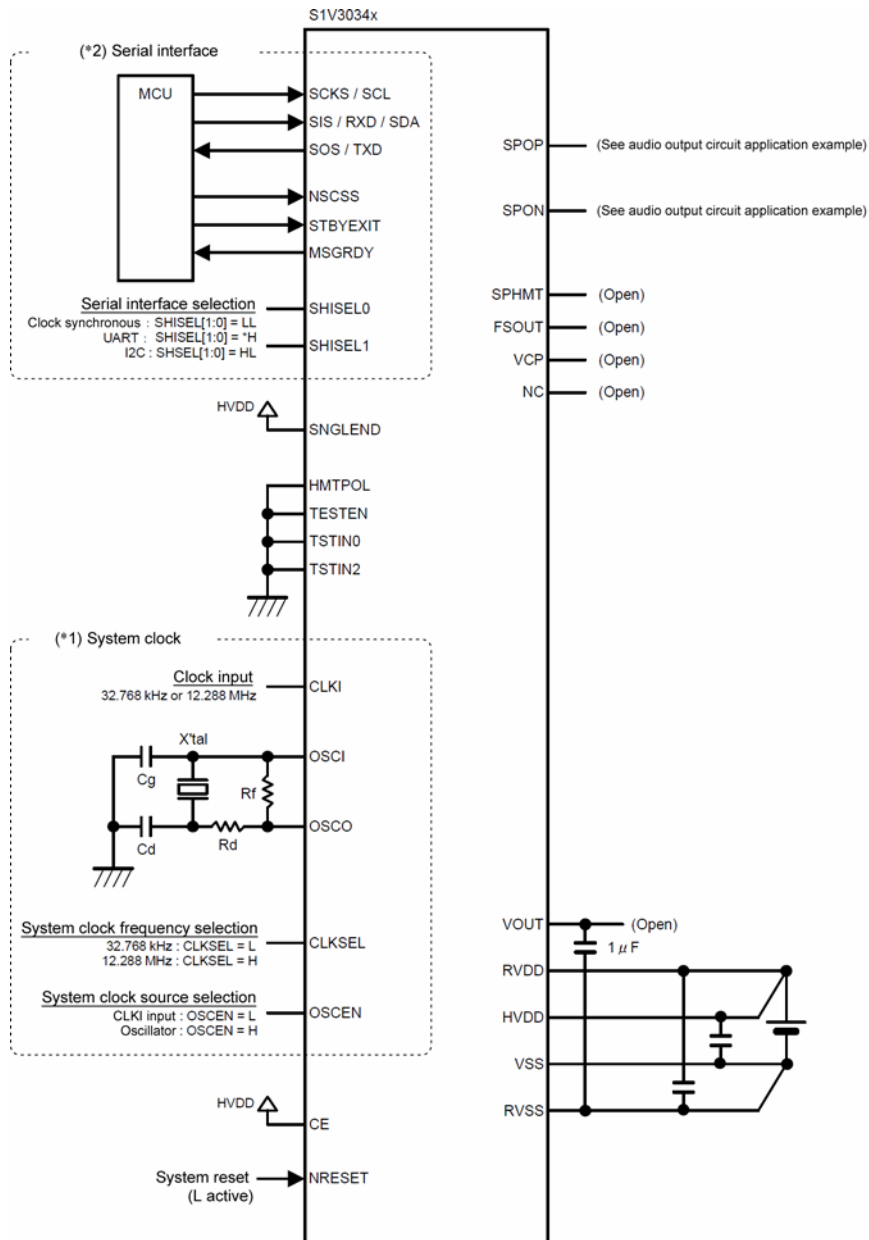 S1V3034x
(*2) Serial interface
MCU
SCKS / SCL
SIS / RXD / SDA
SOS / TXD
NSCSS
STBYEXIT
MSGRDY
Serial interface selection
Clock synchronous : SHISEL[1:0] = LL
UART : SHISEL[1:0] = *H
I2C : SHSEL[1:0] = HL
SHISEL0
SHISEL1
HVDD
SNGLEND
HMTPOL
TESTEN
TSTIN0
TSTIN2
(*1) System clock
Clock input
32.768 kHz or 12.288 MHz
CLKI
X'tal
OSCI
Cg
Rf
OSCO
Cd
Rd
System clock frequency selection
32.768 kHz : CLKSEL = L
12.288 MHz : CLKSEL = H
CLKSEL
System clock source selection
CLKI input : OSCEN = L
Oscillator : OSCEN = H
OSCEN
HVDD
CE
System reset
(L active)
NRESET
SPOP (See audio output circuit application example)
SPON (See audio output circuit application example)
SPHMT (Open)
FSOUT (Open)
VCP (Open)
NC (Open)
VOUT (Open)
1 μ F
RVDD
HVDD
VSS
RVSS